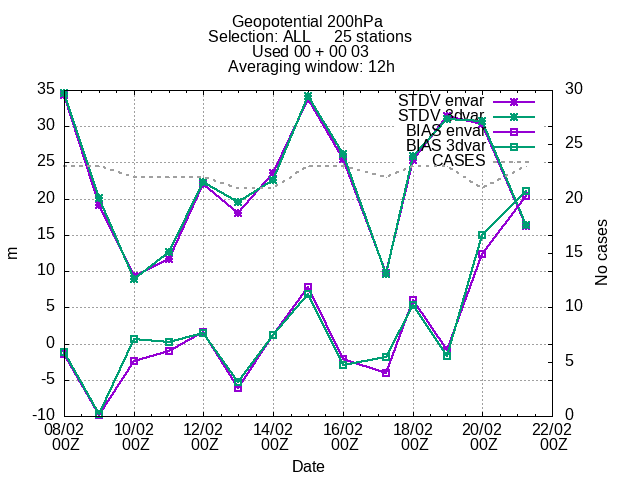 Geopotential 200hPa
Selection: ALL 25 stations
Used 00 + 00 03
Averaging window: 12h
35 30
STDV envar
30
STDV 3dvar
25
BIAS envar
BIAS 3dvar
25 CASES
20
20
15 15
10
10
5
0
5
-5
-10 0
m
No cases
08/02 10/02 12/02 14/02 16/02 18/02 20/02 22/02
00Z 00Z 00Z 00Z 00Z 00Z 00Z 00Z
Date